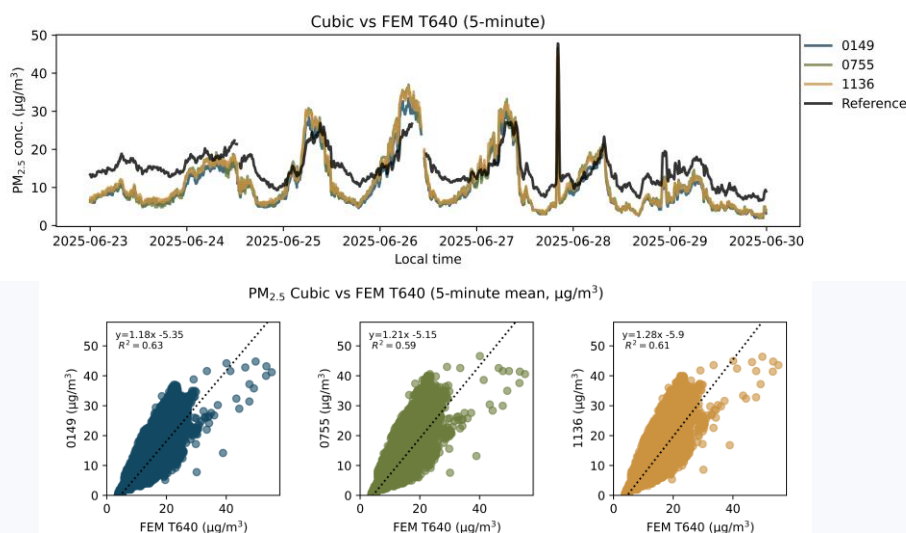 Cubic vs FEM T640 (5-minute)
PM2.5 conc. (µg/m³)
50
40
30
20
10
0
2025-06-23 2025-06-24 2025-06-25 2025-06-26 2025-06-27 2025-06-28 2025-06-29 2025-06-30
Local time
0149
0755
1136
Reference
PM2.5 Cubic vs FEM T640 (5-minute mean, µg/m³)
y=1.18x -5.35
R² = 0.63
0149 (µg/m³)
50
40
30
20
10
0
0 20 40
FEM T640 (µg/m³)
y=1.21x -5.15
R² = 0.59
0755 (µg/m³)
50
40
30
20
10
0
0 20 40
FEM T640 (µg/m³)
y=1.28x -5.9
R² = 0.61
1136 (µg/m³)
50
40
30
20
10
0
0 20 40
FEM T640 (µg/m³)